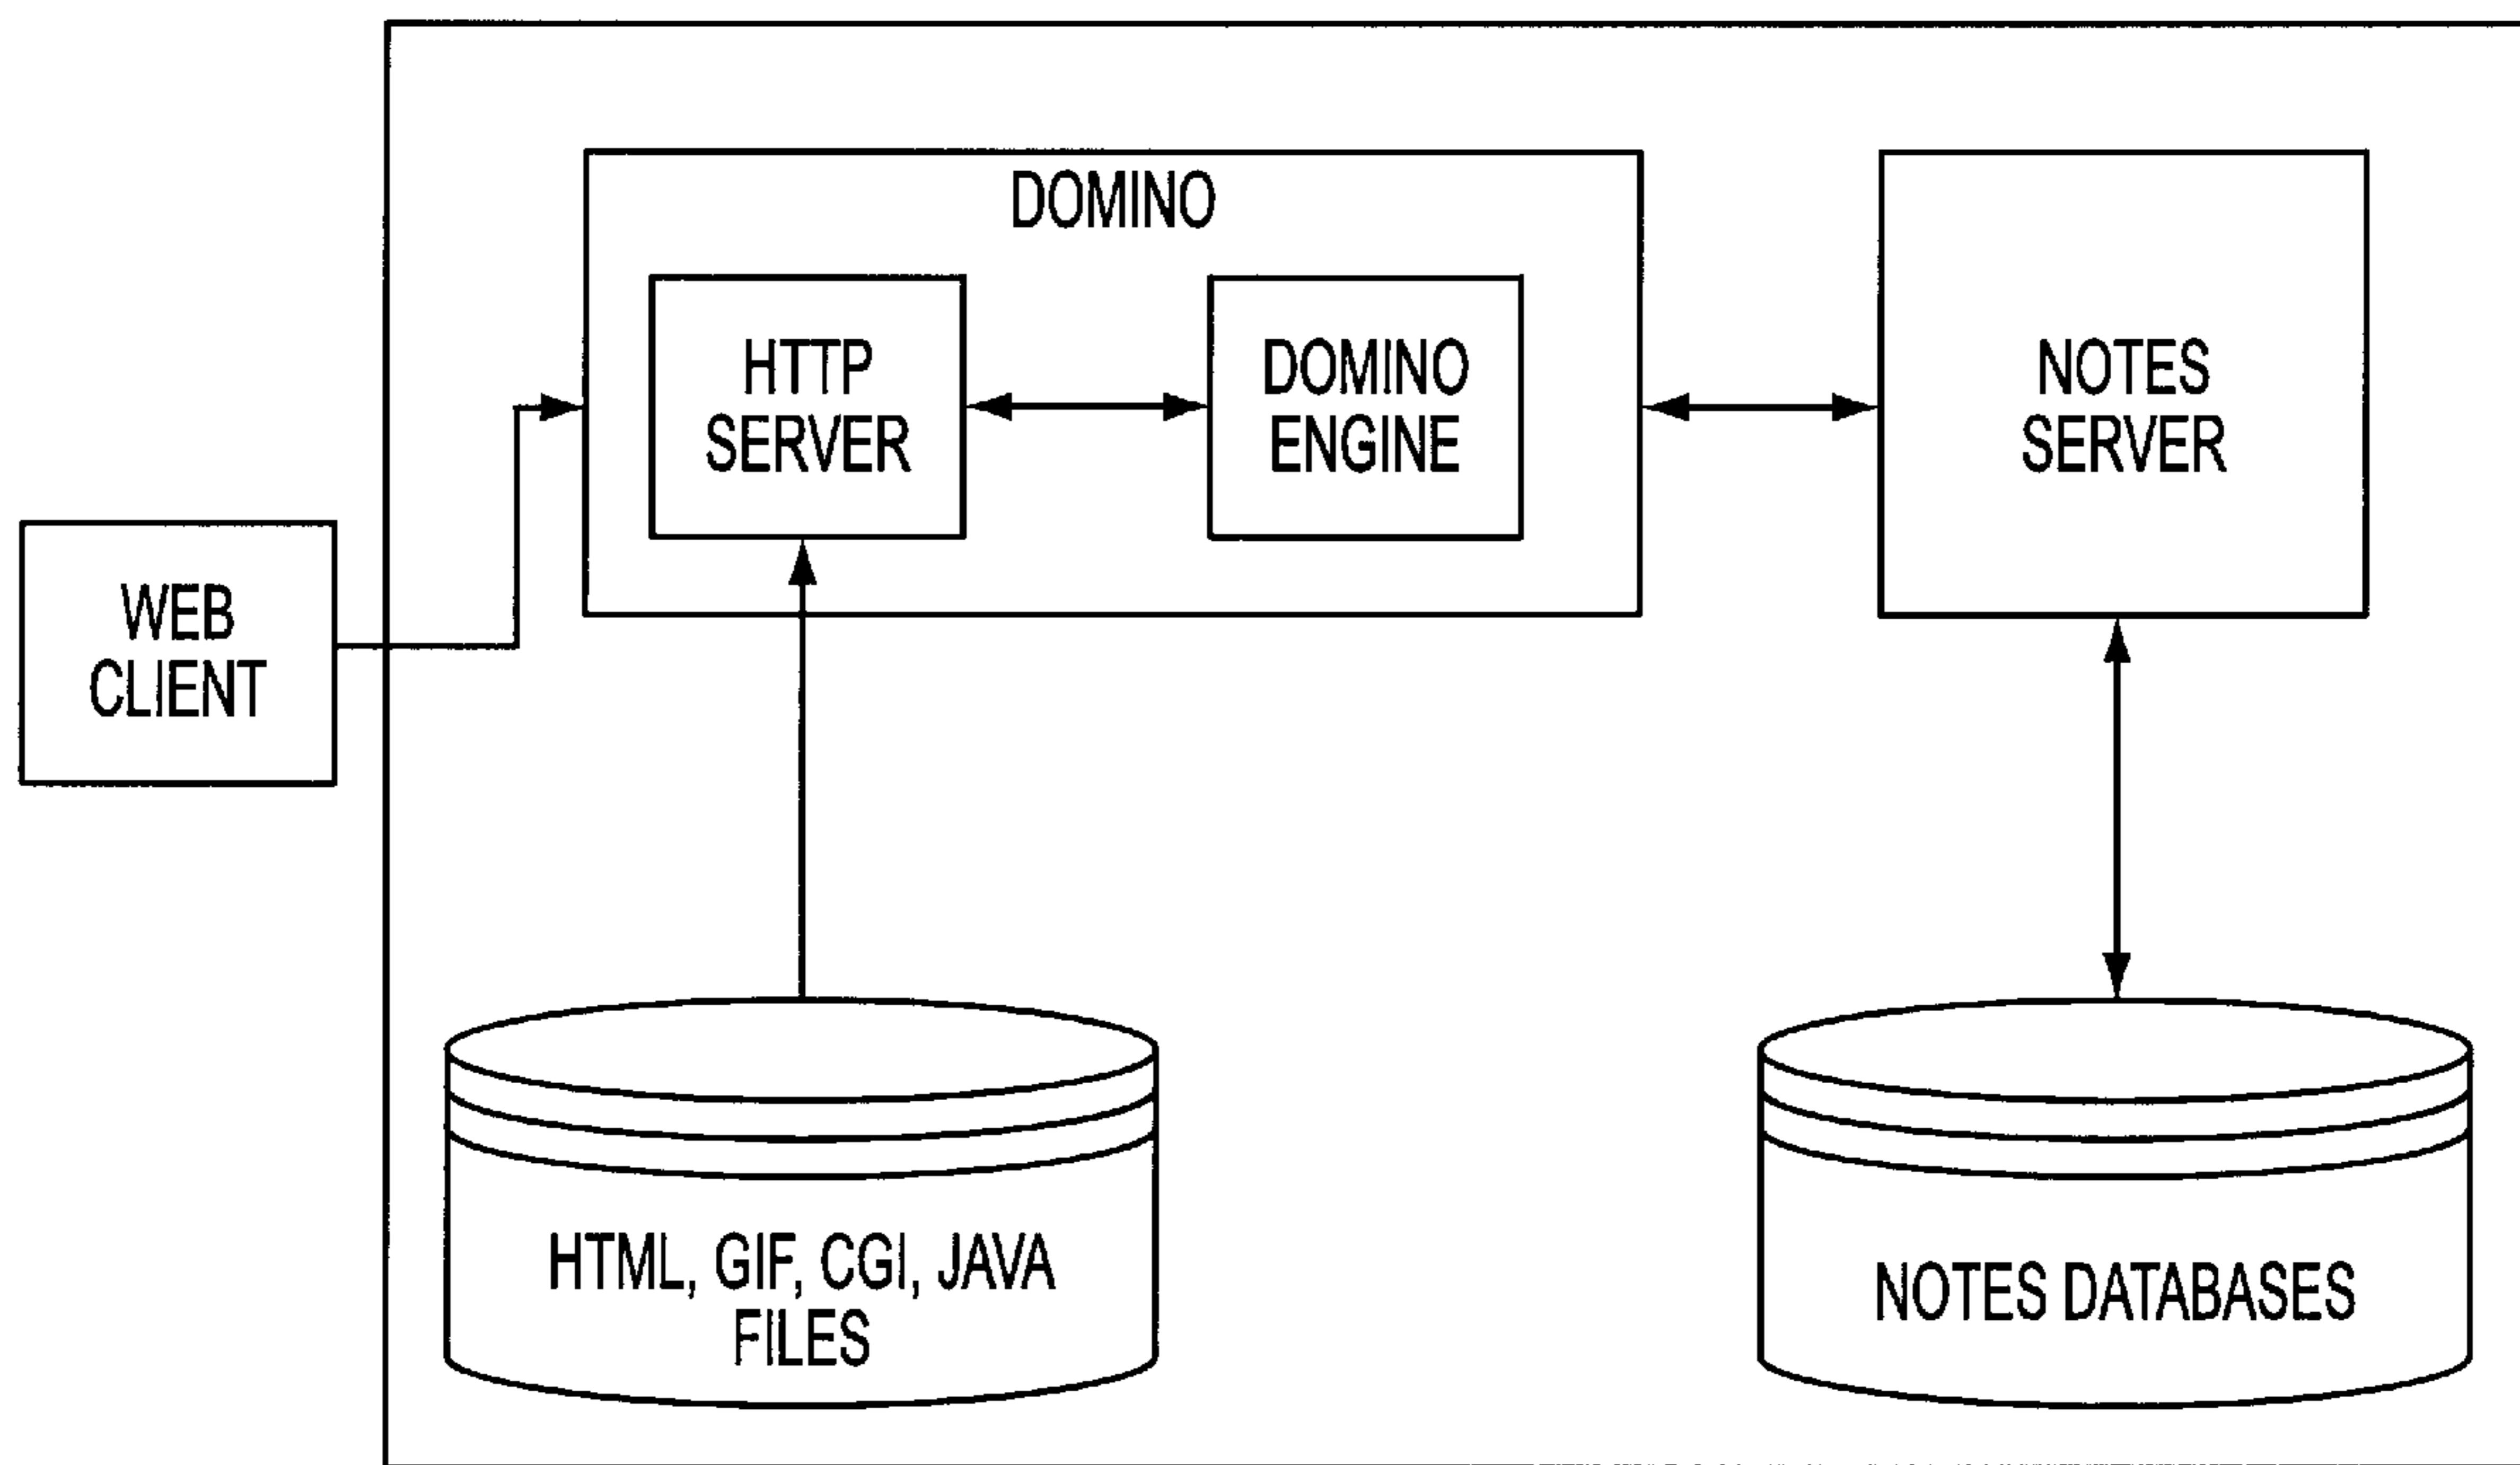 DOMINO
HTTP
SERVER
DOMINO
ENGINE
NOTES
SERVER
WEB
CLIENT
HTML, GIF, CGI, JAVA
FILES
NOTES DATABASES